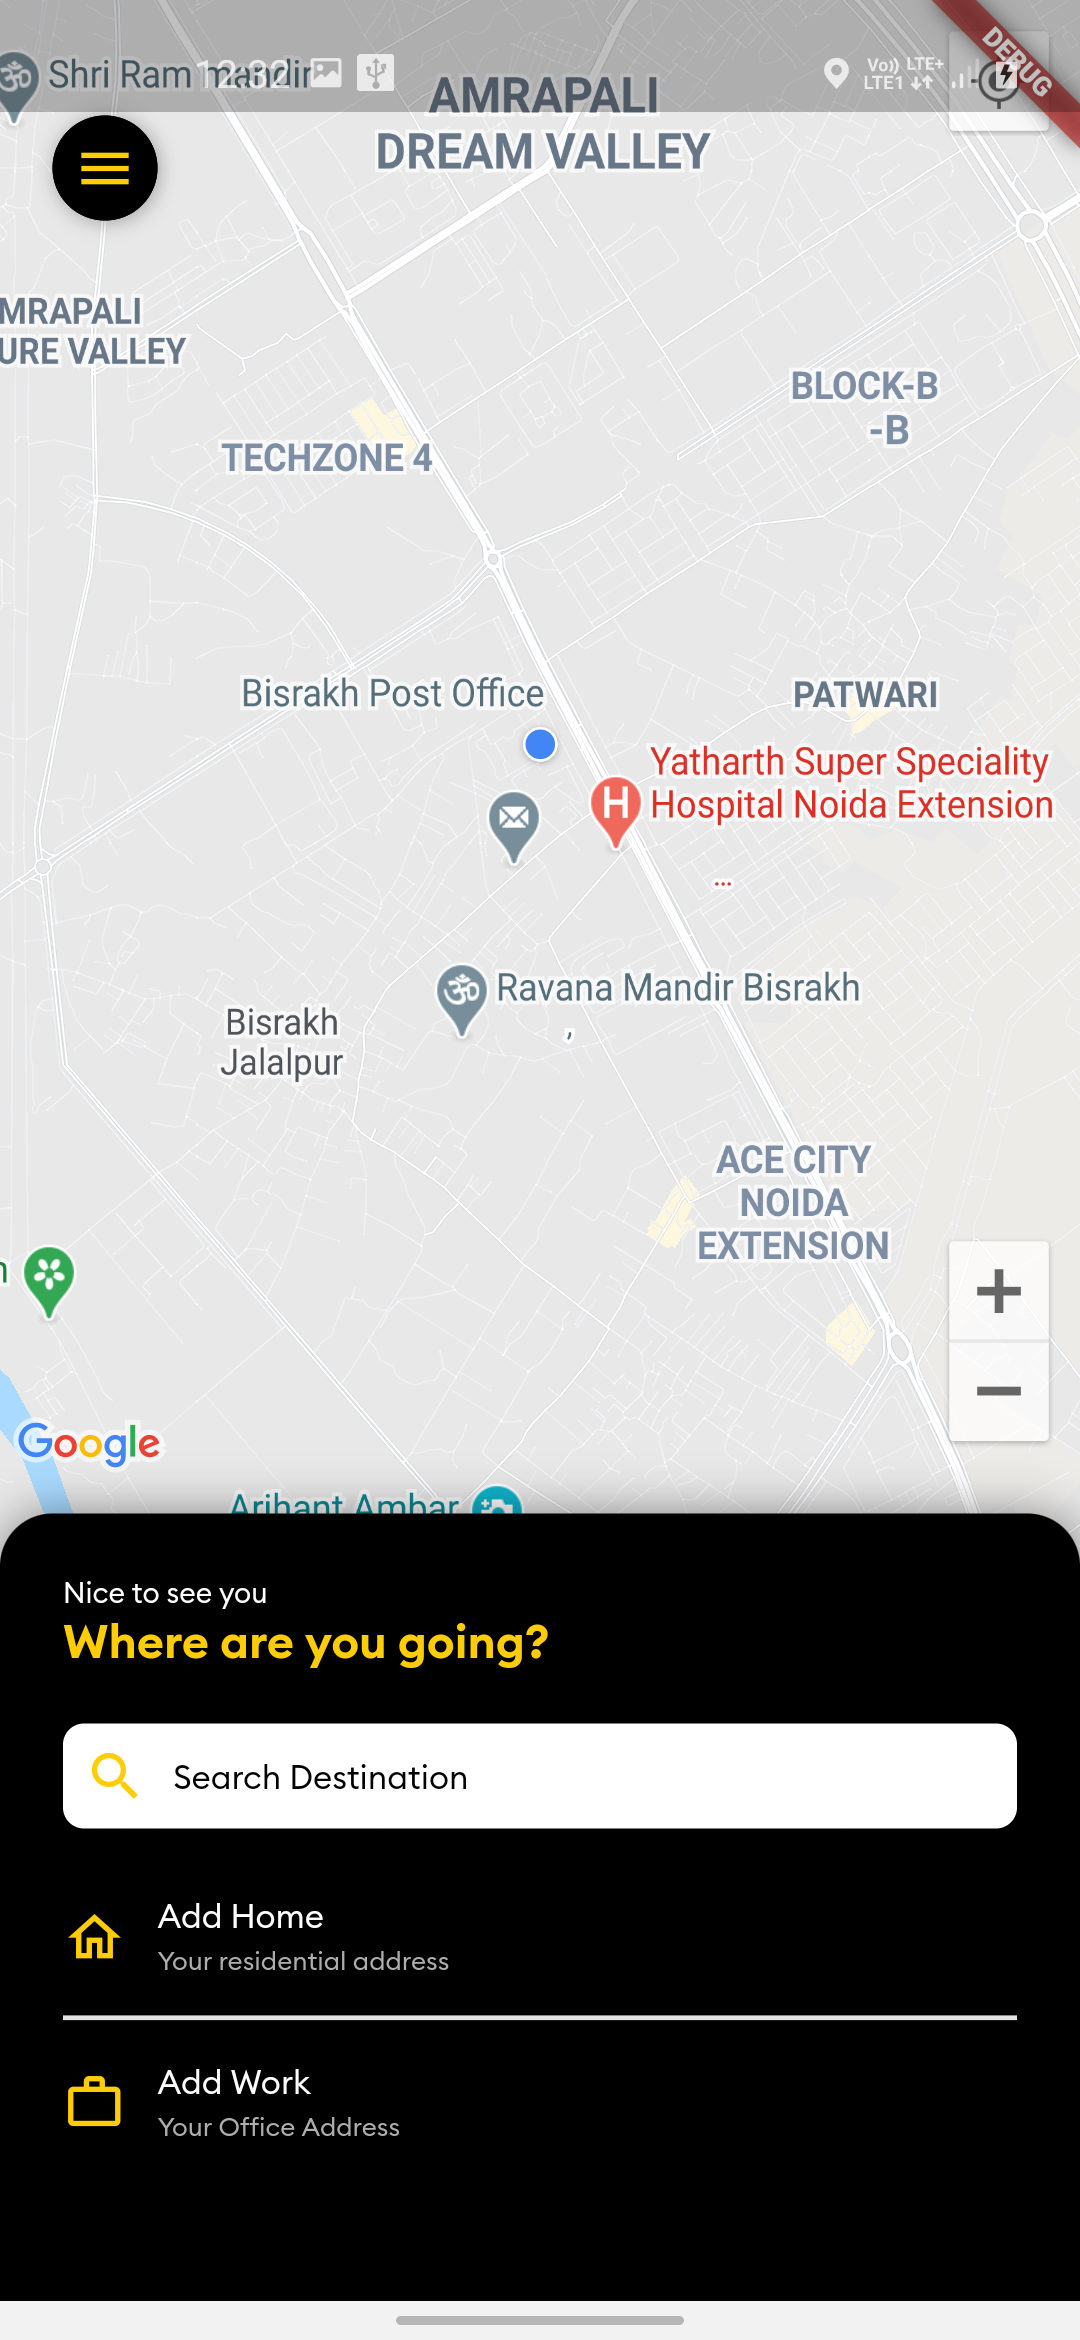 Shri Ram mandir
12:32
Vo)) LTE+
LTE1
DEBUG
AMRAPALI
DREAM VALLEY
MRAPALI
URE VALLEY
BLOCK-B
-B
TECHZONE 4
Bisrakh Post Office
PATWARI
Yatharth Super Speciality
Hospital Noida Extension
...
H
ॐ
Ravana Mandir Bisrakh
,
Bisrakh
Jalalpur
ACE CITY
NOIDA
EXTENSION
n
+
−
Google
Arihant Ambar
Nice to see you
Where are you going?
Search Destination
Add Home
Your residential address
Add Work
Your Office Address